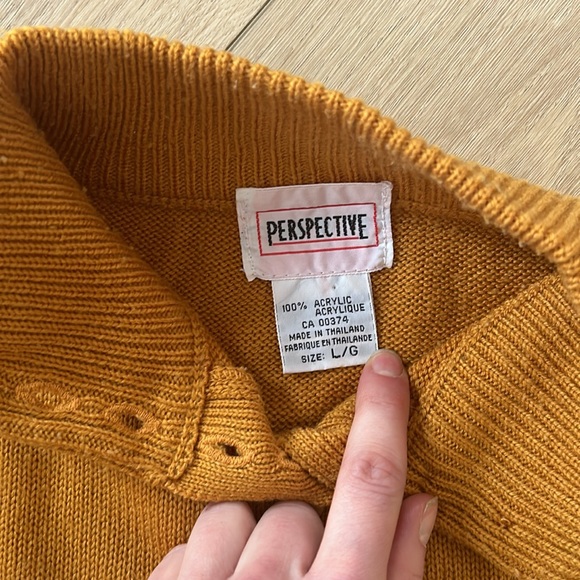 PERSPECTIVE
100% ACRYLIC
ACRYLIQUE
CA 00374
MADE IN THAILAND
FABRIQUE EN THAILANDE
SIZE: L/G